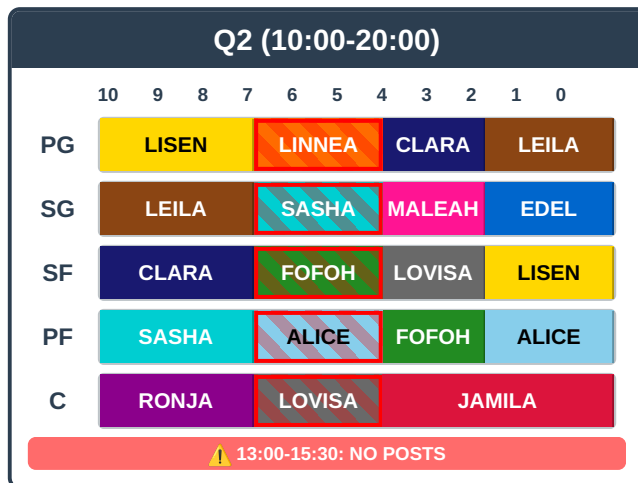 Q2 (10:00-20:00)
10 9 8 7 6 5 4 3 2 1 0
PG LISEN LINNEA CLARA LEILA
SG LEILA SASHA MALEAH EDEL
SF CLARA FOFOH LOVISA LISEN
PF SASHA ALICE FOFOH ALICE
C RONJA LOVISA JAMILA
⚠️ 13:00-15:30: NO POSTS